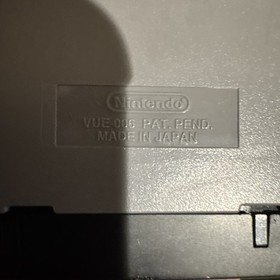 Nintendo
VUE-006 PAT. PEND.
MADE IN JAPAN